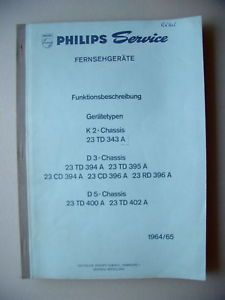 PHILIPS Service
FERNSEHGERÄTE
Funktionsbeschreibung
Gerätetypen
K 2 - Chassis
23 TD 343 A
D 3 - Chassis
23 TD 394 A 23 TD 395 A
23 CD 394 A 23 CD 396 A 23 RD 396 A
D 5 - Chassis
23 TD 400 A 23 TD 402 A
1964/65